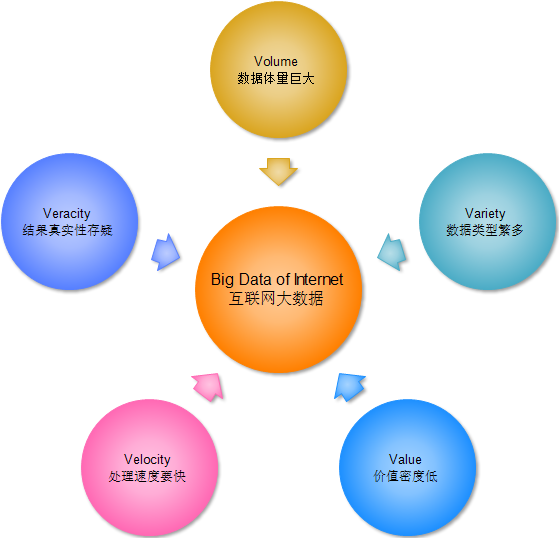 Volume
数据体量巨大
Veracity
结果真实性存疑
Variety
数据类型繁多
Big Data of Internet
互联网大数据
Velocity
处理速度要快
Value
价值密度低